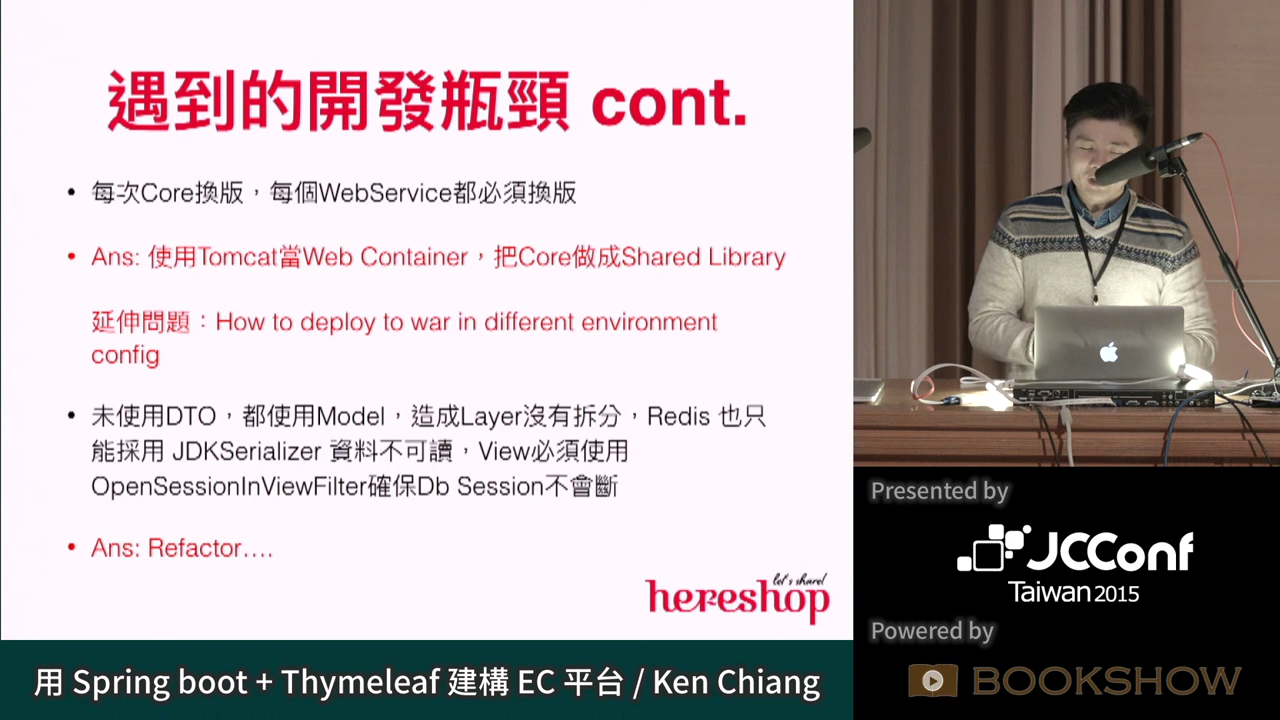 遇到的開發瓶頸 cont.
• 每次Core換版，每個WebService都必須換版
• Ans: 使用Tomcat當Web Container，把Core做成Shared Library
延伸問題：How to deploy to war in different environment
config
• 未使用DTO，都使用Model，造成Layer沒有拆分，Redis 也只
能採用 JDKSerializer 資料不可讀，View必須使用
OpenSessionInViewFilter確保Db Session不會斷
• Ans: Refactor....
let's share!
hereshop
用 Spring boot + Thymeleaf 建構 EC 平台 / Ken Chiang
Presented by
JCConf
Taiwan 2015
Powered by
BOOKSHOW